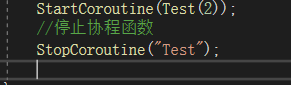 StartCoroutine(Test(2));
//停止协程函数
StopCoroutine("Test");